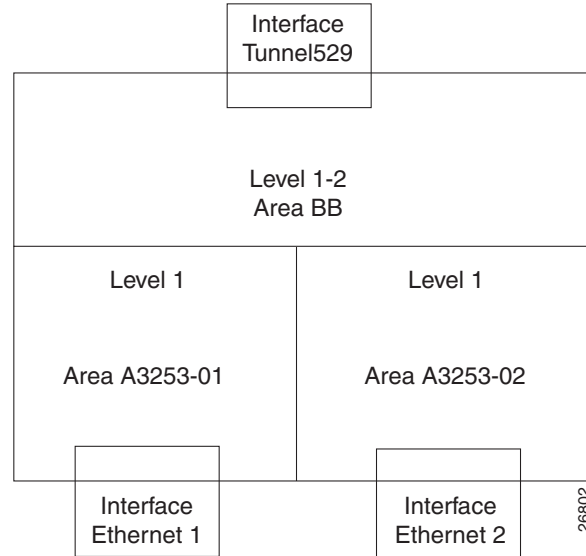 Interface
Tunnel529
Level 1-2
Area BB
Level 1
Level 1
Area A3253-01
Area A3253-02
Interface
Ethernet 1
Interface
Ethernet 2
26802